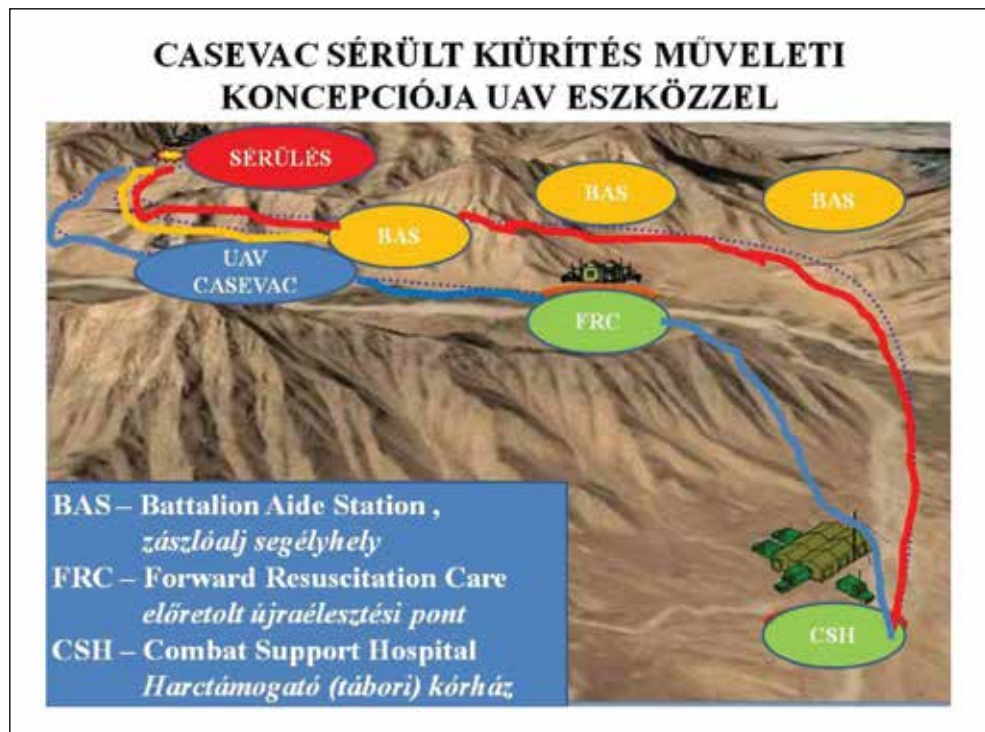 CASEVAC SÉRÜLT KIÜRÍTÉS MŰVELETI
KONCEPCIÓJA UAV ESZKÖZZEL
SÉRÜLÉS
BAS
BAS
BAS
UAV
CASEVAC
FRC
CSH
BAS – Battalion Aide Station ,
zászlóalj segélyhely
FRC – Forward Resuscitation Care
előretolt újraélesztési pont
CSH – Combat Support Hospital
Harctámogató (tábori) kórház